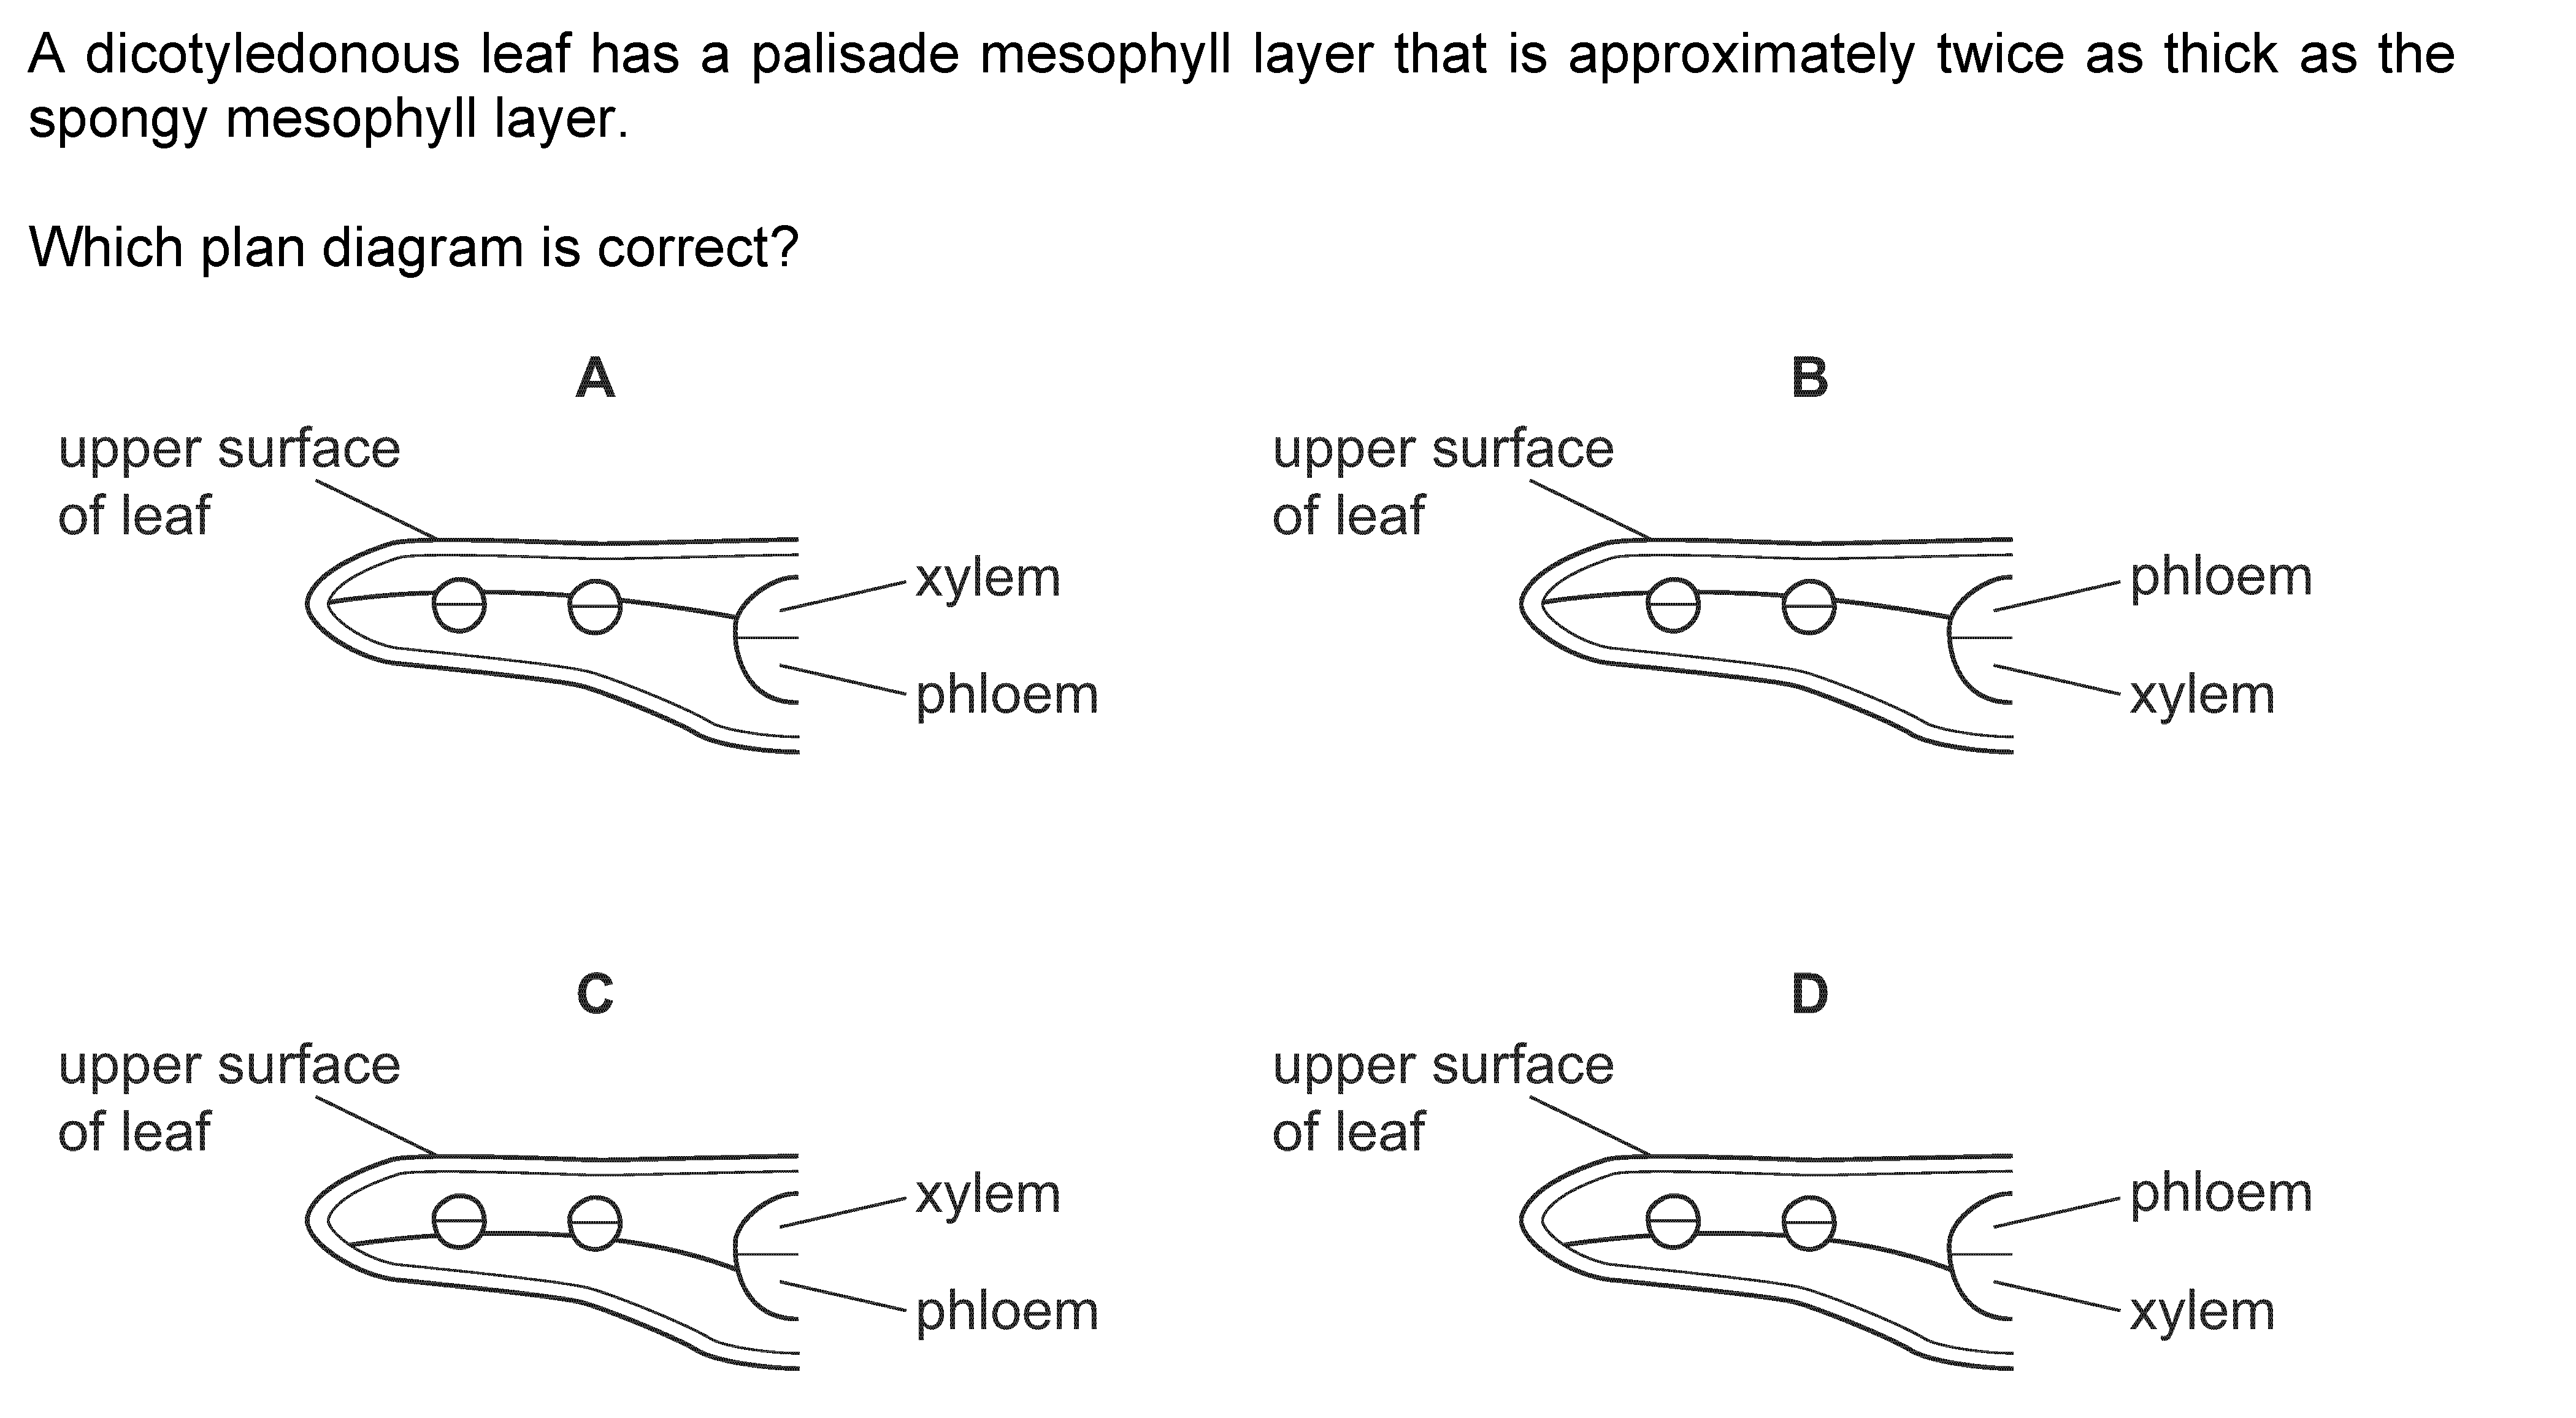 A dicotyledonous leaf has a palisade mesophyll layer that is approximately twice as thick as the
spongy mesophyll layer.
Which plan diagram is correct?
A
upper surface
of leaf
xylem
phloem
B
upper surface
of leaf
phloem
xylem
C
upper surface
of leaf
xylem
phloem
D
upper surface
of leaf
phloem
xylem